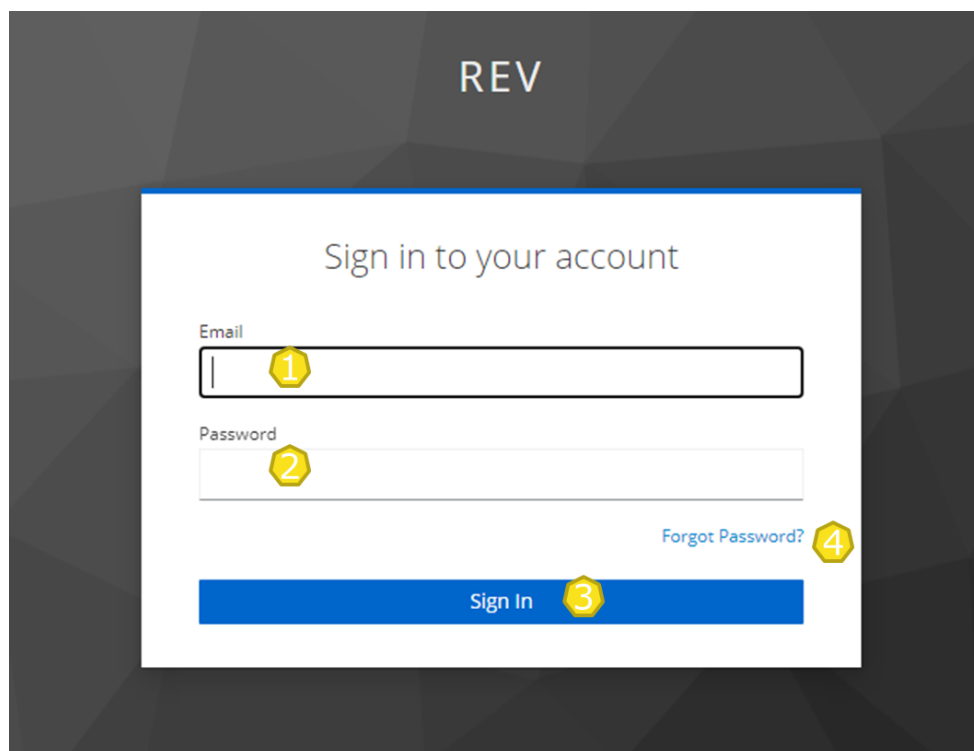 REV
Sign in to your account
Email
1
Password
2
Forgot Password? 4
Sign In 3